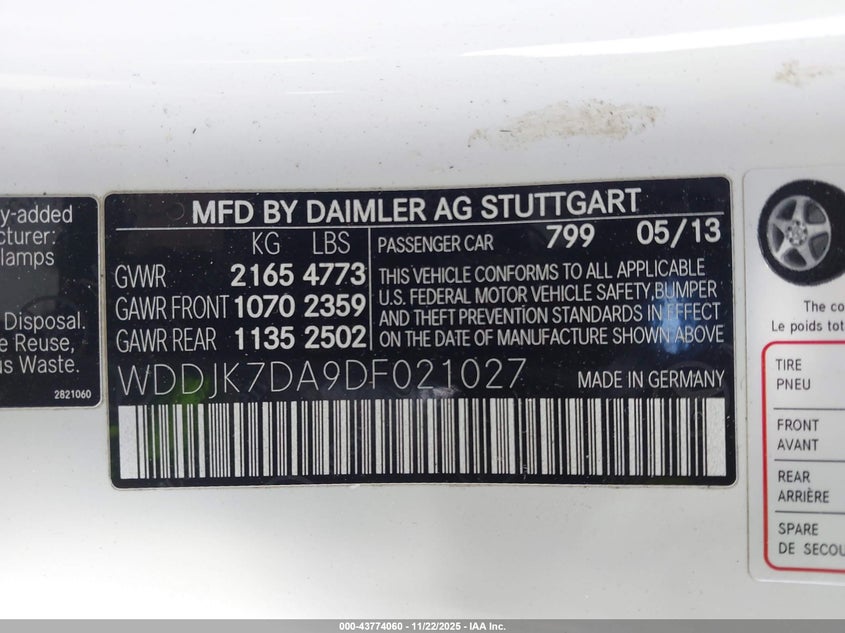 MFD BY DAIMLER AG STUTTGART
KG LBS
GVWR 2165 4773
GAWR FRONT 1070 2359
GAWR REAR 1135 2502
PASSENGER CAR 799 05/13
THIS VEHICLE CONFORMS TO ALL APPLICABLE
U.S. FEDERAL MOTOR VEHICLE SAFETY, BUMPER
AND THEFT PREVENTION STANDARDS IN EFFECT
ON THE DATE OF MANUFACTURE SHOWN ABOVE
WDDJK7DA9DF021027 MADE IN GERMANY
y-added
cturer:
lamps
Disposal.
e Reuse,
us Waste.
2821060
The co
Le poids tot
TIRE
PNEU
FRONT
AVANT
REAR
ARRIÈRE
SPARE
DE SECOU
000-43774060 - 11/22/2025 - IAA Inc.